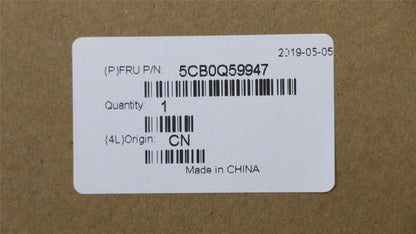 2019-05-05
(P)FRU P/N: 5CB0Q59947
Quantity: 1
(4L)Origin: CN
Made in CHINA